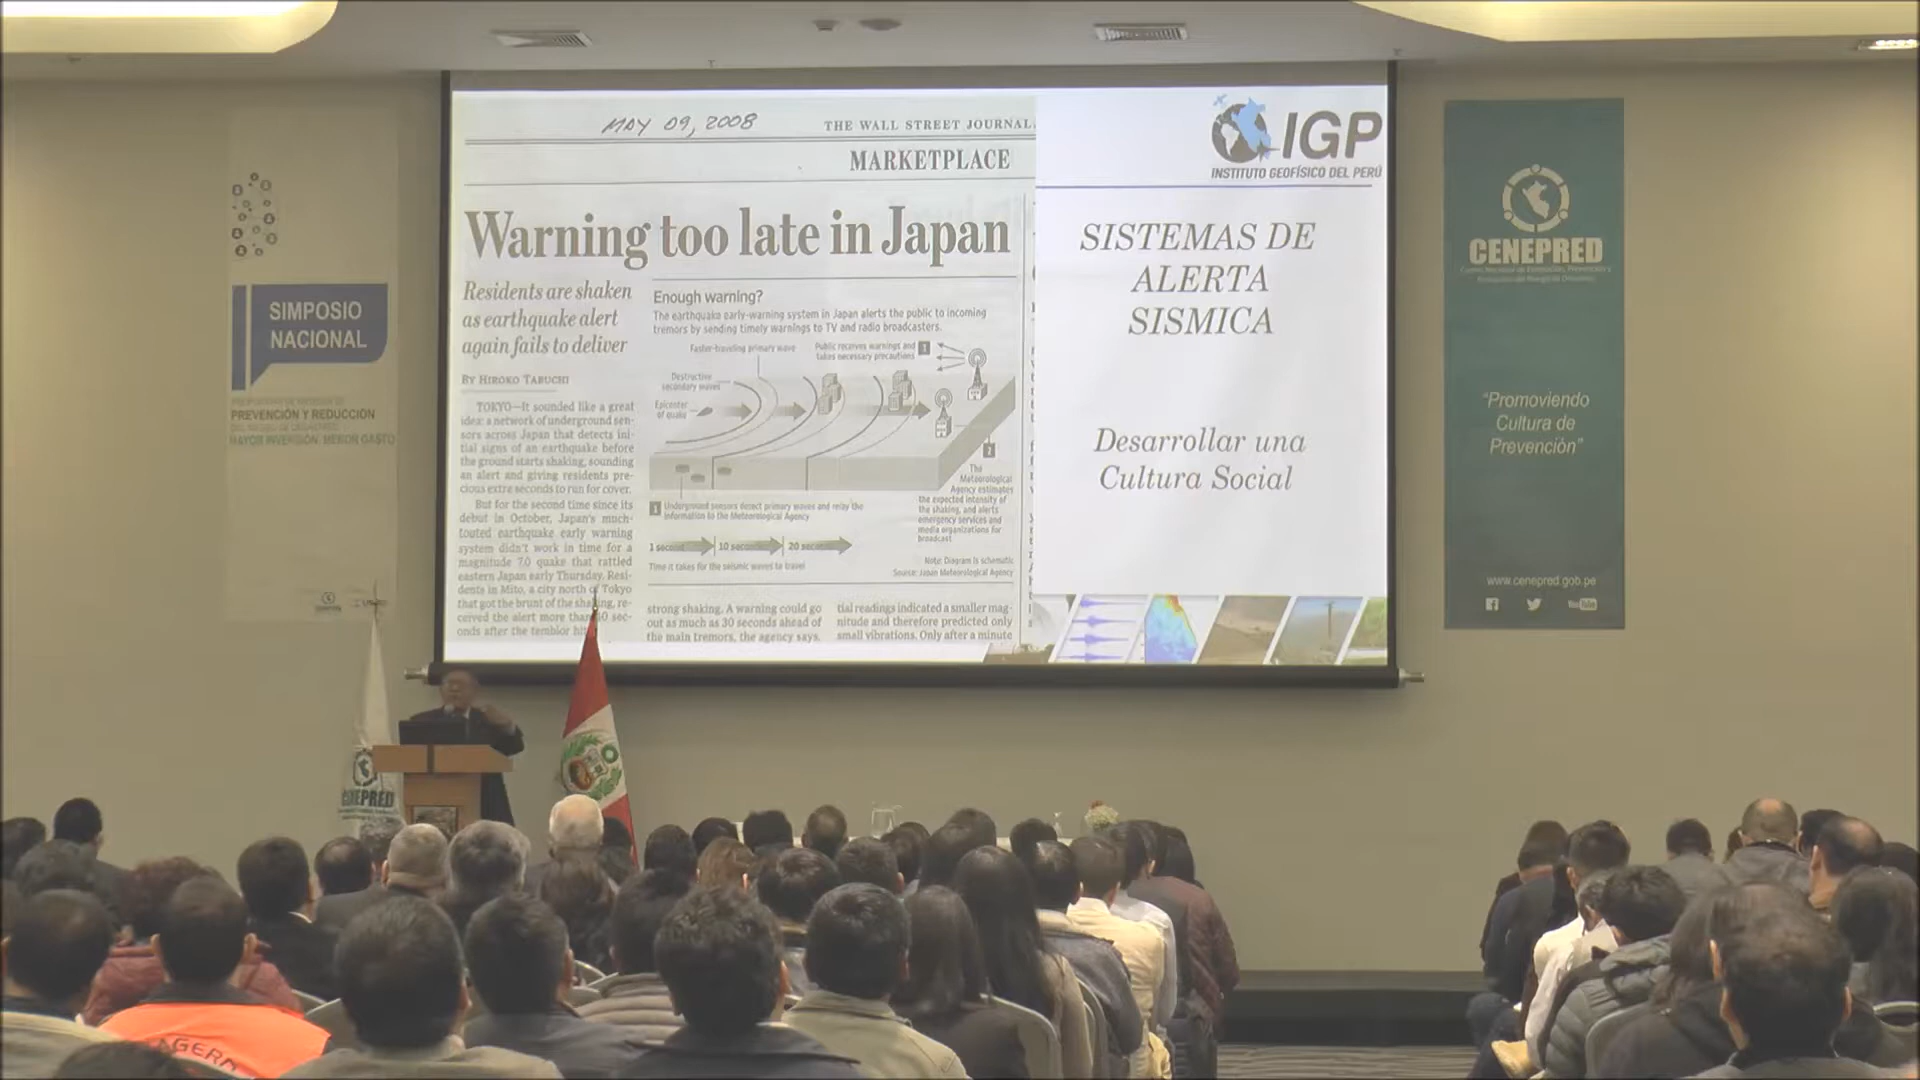 MAY 09, 2008
THE WALL STREET JOURNAL.
MARKETPLACE
Warning too late in Japan
Residents are shaken
as earthquake alert
again fails to deliver
BY HIROKO TABUCHI
TOKYO—It sounded like a great
idea: a network of underground sen-
sors across Japan that detects ini-
tial signs of an earthquake before
the ground starts shaking, sounding
an alert and giving residents pre-
cious extra seconds to run for cover.
But for the second time since its
debut in October, Japan's much-
touted earthquake early warning
system didn't work in time for a
magnitude 7.0 quake that rattled
eastern Japan early Thursday. Resi-
dents in Mito, a city north of Tokyo
that got the brunt of the shaking, re-
ceived the alert more than 10 sec-
onds after the temblor hit
Enough warning?
The earthquake early-warning system in Japan alerts the public to incoming
tremors by sending timely warnings to TV and radio broadcasters.
Faster-traveling primary wave
Public receives warnings and
takes necessary precautions
3
Destructive
secondary waves
Epicenter
of quake
2
The
Meteorological
Agency estimates
the expected intensity of
the shaking, and alerts
emergency services and
media organizations for
broadcast
1
Underground sensors detect primary waves and relay the
information to the Meteorological Agency
1 second
10 seconds
20 seconds
Time it takes for the seismic waves to travel
Note: Diagram is schematic
Source: Japan Meteorological Agency
strong shaking. A warning could go
out as much as 30 seconds ahead of
the main tremors, the agency says.
tial readings indicated a smaller mag-
nitude and therefore predicted only
small vibrations. Only after a minute
IGP
INSTITUTO GEOFÍSICO DEL PERÚ
SISTEMAS DE
ALERTA
SISMICA
Desarrollar una
Cultura Social
SIMPOSIO
NACIONAL
PREVENCIÓN Y REDUCCIÓN
MAYOR INVERSIÓN, MENOR GASTO
CENEPRED
"Promoviendo
Cultura de
Prevención"
www.cenepred.gob.pe
YouTube
CENEPRED